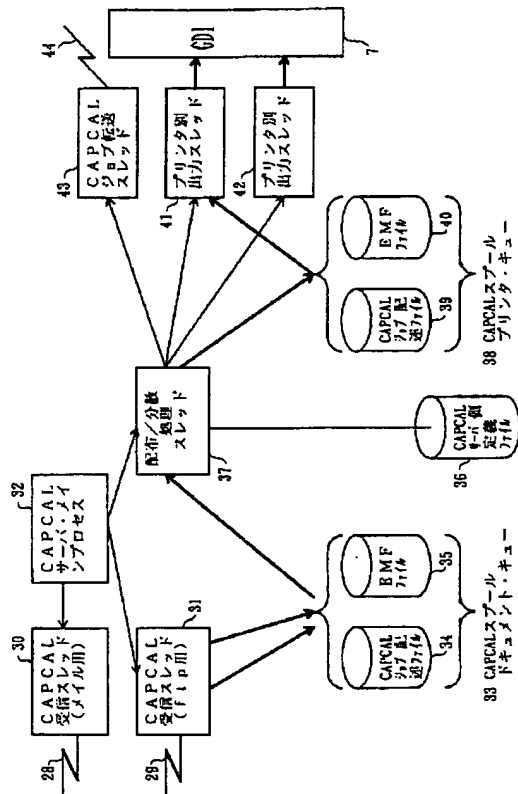 28
30
CAPCAL
受信スレッド
(メイル用)
32
CAPCAL
サーバ・メイ
ンプロセス
29
31
CAPCAL
受信スレッド
(ftp用)
37
配布/分散
処理
スレッド
43
CAPCAL
ジョブ転送
スレッド
44
41
プリンタ別
出力スレッド
42
プリンタ別
出力スレッド
GDI
7
34
CAPCAL
ジョブ記
述ファイル
35
EMF
ファイル
33 CAPCALスプール
ドキュメント・キュー
36
CAPCAL
サーバ側
定義
ファイル
39
CAPCAL
ジョブ記
述ファイル
40
EMF
ファイル
38 CAPCALスプール
プリンタ・キュー